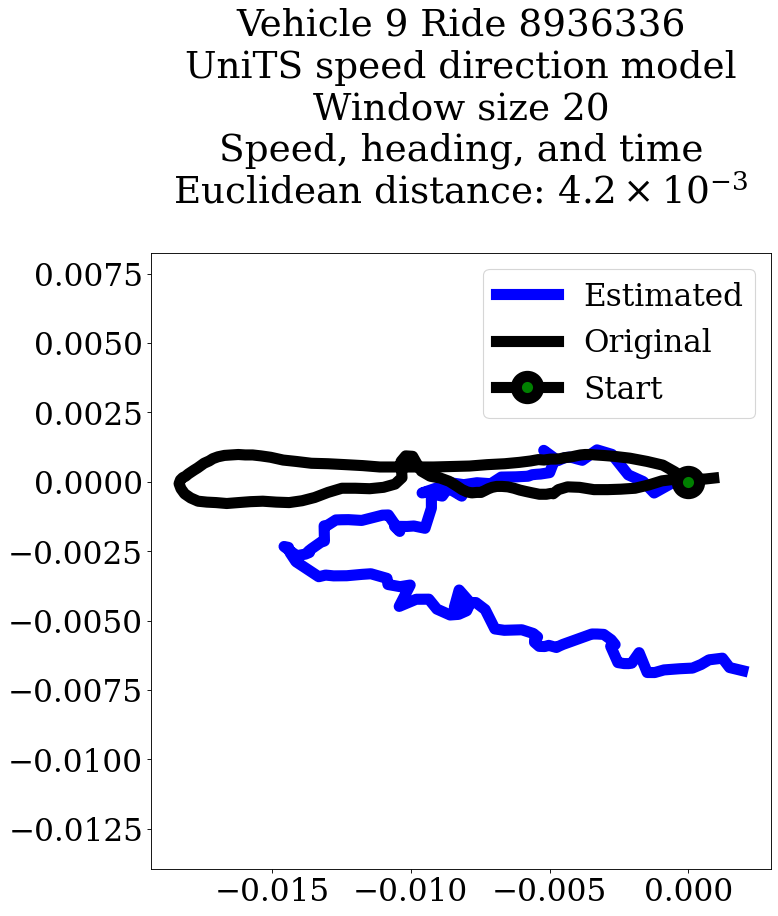 Vehicle 9 Ride 8936336
UniTS speed direction model
Window size 20
Speed, heading, and time
Euclidean distance: 4.2 × 10⁻³
0.0075
0.0050
0.0025
0.0000
−0.0025
−0.0050
−0.0075
−0.0100
−0.0125
Estimated
Original
Start
−0.015 −0.010 −0.005 0.000